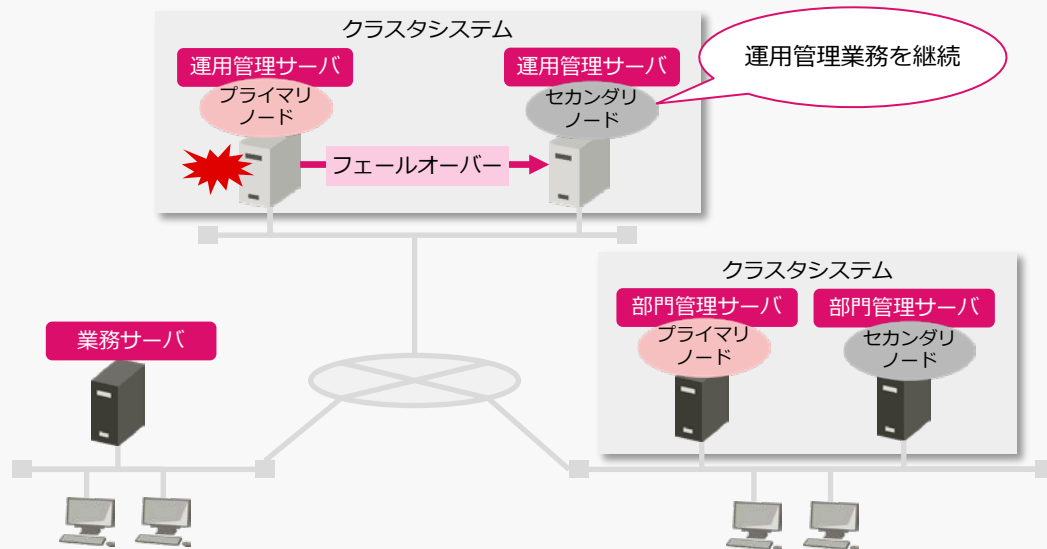 クラスタシステム
運用管理サーバ
プライマリ
ノード
運用管理サーバ
セカンダリ
ノード
運用管理業務を継続
フェールオーバー
クラスタシステム
部門管理サーバ
プライマリ
ノード
部門管理サーバ
セカンダリ
ノード
業務サーバ